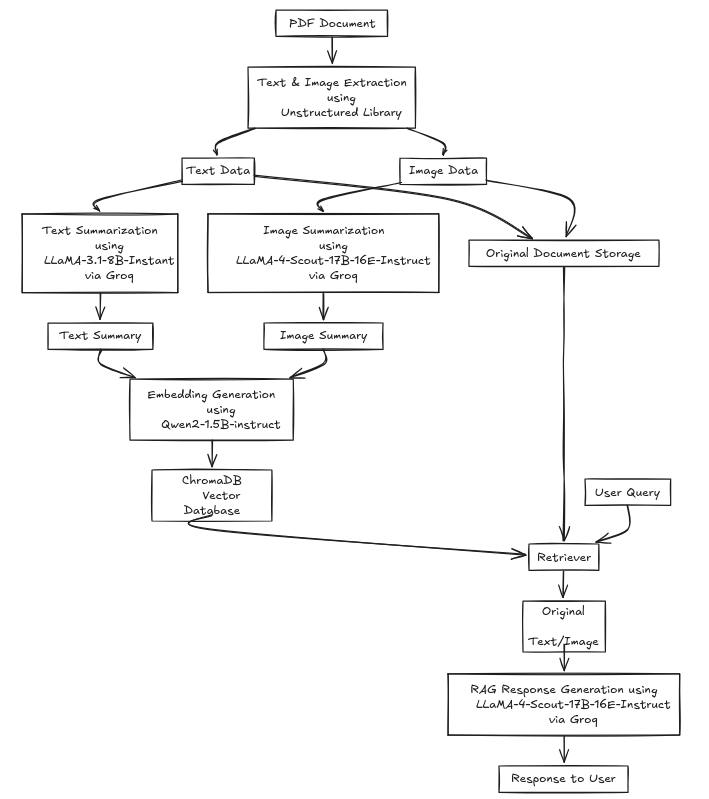 PDF Document
Text & Image Extraction
using
Unstructured Library
Text Data
Image Data
Text Summarization
using
LLaMA-3.1-8B-Instant
via Groq
Image Summarization
using
LLaMA-4-Scout-17B-16E-Instruct
via Groq
Original Document Storage
Text Summary
Image Summary
Embedding Generation
using
Qwen2-1.5B-instruct
ChromaDB
Vector
Database
User Query
Retriever
Original
Text/Image
RAG Response Generation using
LLaMA-4-Scout-17B-16E-Instruct
via Groq
Response to User